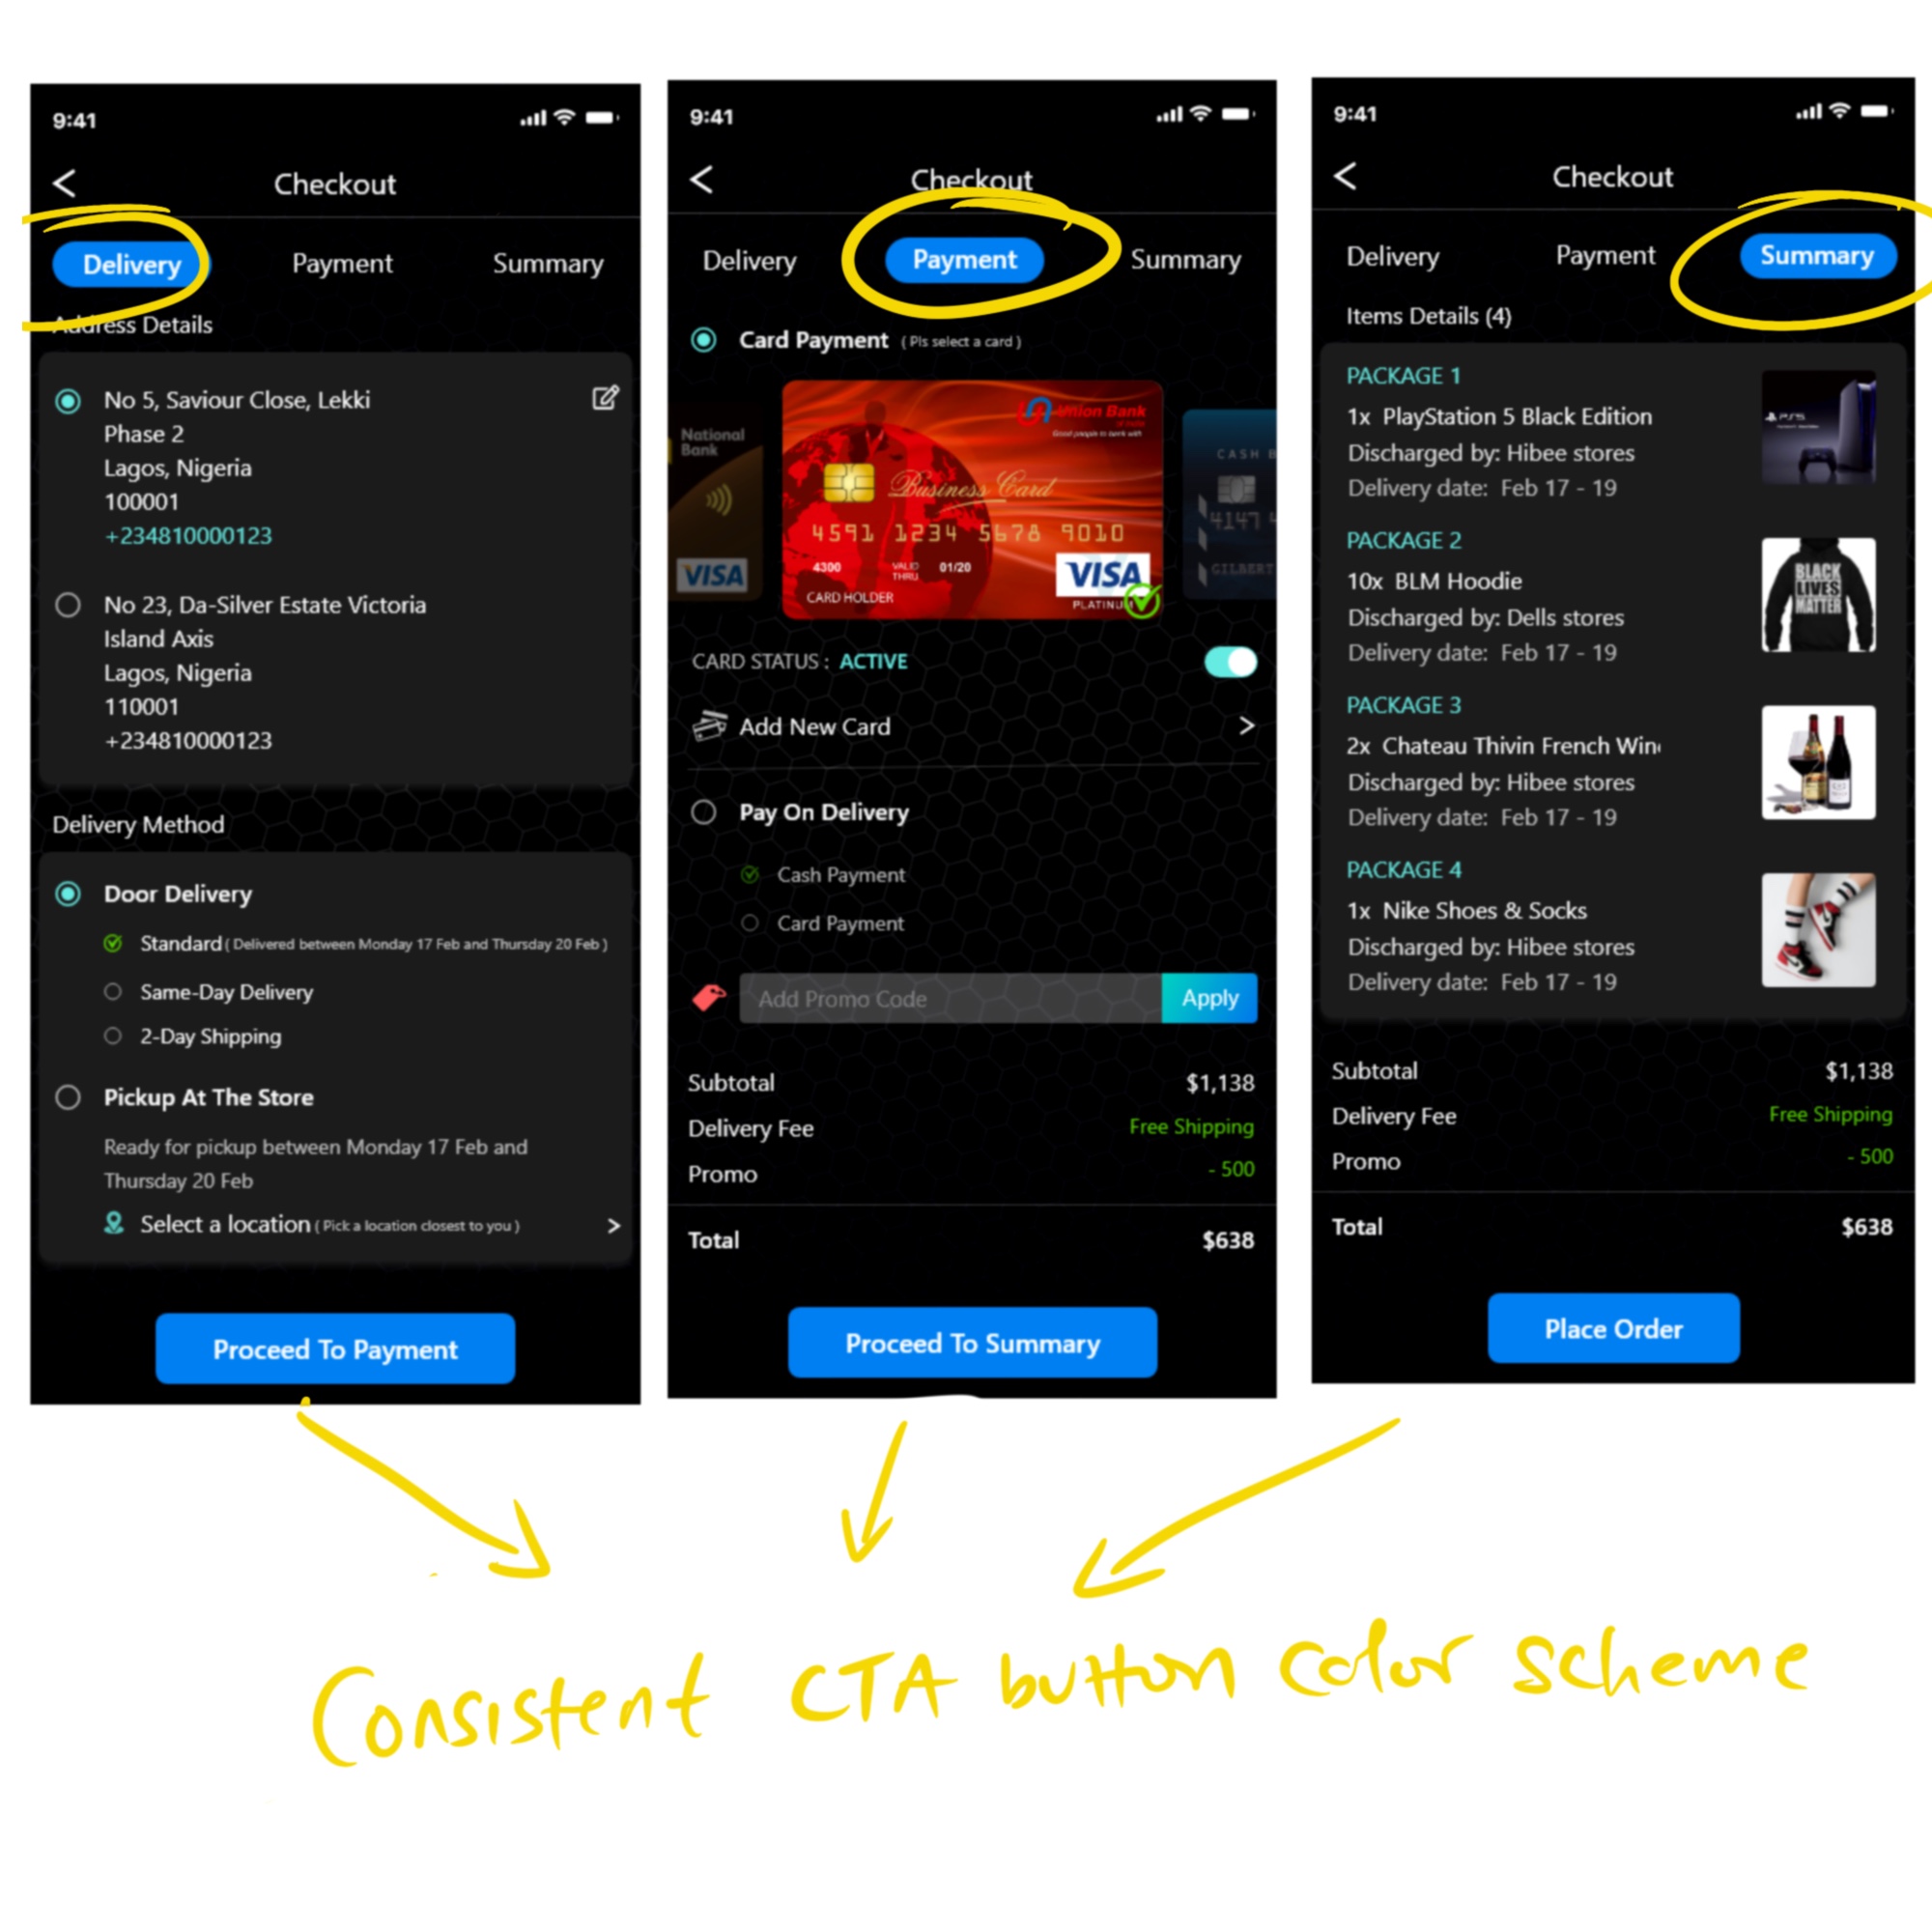 9:41
Checkout
Delivery Payment Summary
Address Details
No 5, Saviour Close, Lekki
Phase 2
Lagos, Nigeria
100001
+234810000123
No 23, Da-Silver Estate Victoria
Island Axis
Lagos, Nigeria
110001
+234810000123
Delivery Method
Door Delivery
Standard ( Delivered between Monday 17 Feb and Thursday 20 Feb )
Same-Day Delivery
2-Day Shipping
Pickup At The Store
Ready for pickup between Monday 17 Feb and
Thursday 20 Feb
Select a location ( Pick a location closest to you )
Proceed To Payment
9:41
Checkout
Delivery Payment Summary
Card Payment ( Pls select a card )
National
Bank
VISA
Union Bank
Good people to bank with
Business Card
4591 1234 5678 9010
4300 VALID THRU 01/20
CARD HOLDER
VISA
PLATINUM
CASH B
4147 4
GILBERT
CARD STATUS : ACTIVE
Add New Card
Pay On Delivery
Cash Payment
Card Payment
Add Promo Code Apply
Subtotal $1,138
Delivery Fee Free Shipping
Promo - 500
Total $638
Proceed To Summary
9:41
Checkout
Delivery Payment Summary
Items Details (4)
PACKAGE 1
1x PlayStation 5 Black Edition
Discharged by: Hibee stores
Delivery date: Feb 17 - 19
PS5
PACKAGE 2
10x BLM Hoodie
Discharged by: Dells stores
Delivery date: Feb 17 - 19
BLACK
LIVES
MATTER
PACKAGE 3
2x Chateau Thivin French Win
Discharged by: Hibee stores
Delivery date: Feb 17 - 19
PACKAGE 4
1x Nike Shoes & Socks
Discharged by: Hibee stores
Delivery date: Feb 17 - 19
Subtotal $1,138
Delivery Fee Free Shipping
Promo - 500
Total $638
Place Order
Consistent CTA button color scheme